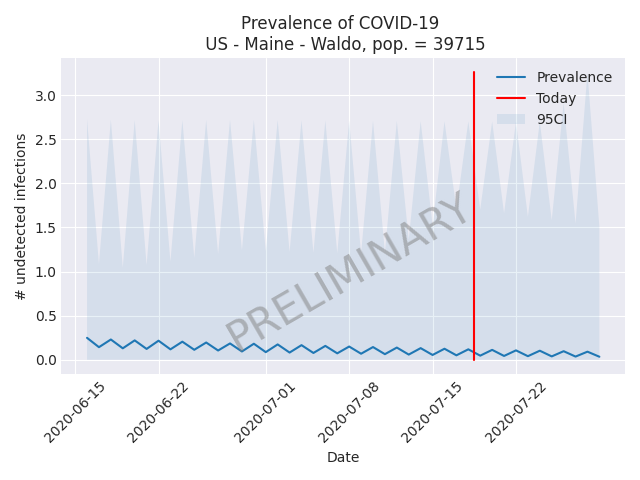 Prevalence of COVID-19
US - Maine - Waldo, pop. = 39715
# undetected infections
3.0
2.5
2.0
1.5
1.0
0.5
0.0
Prevalence
Today
95CI
PRELIMINARY
2020-06-15
2020-06-22
2020-07-01
2020-07-08
2020-07-15
2020-07-22
Date